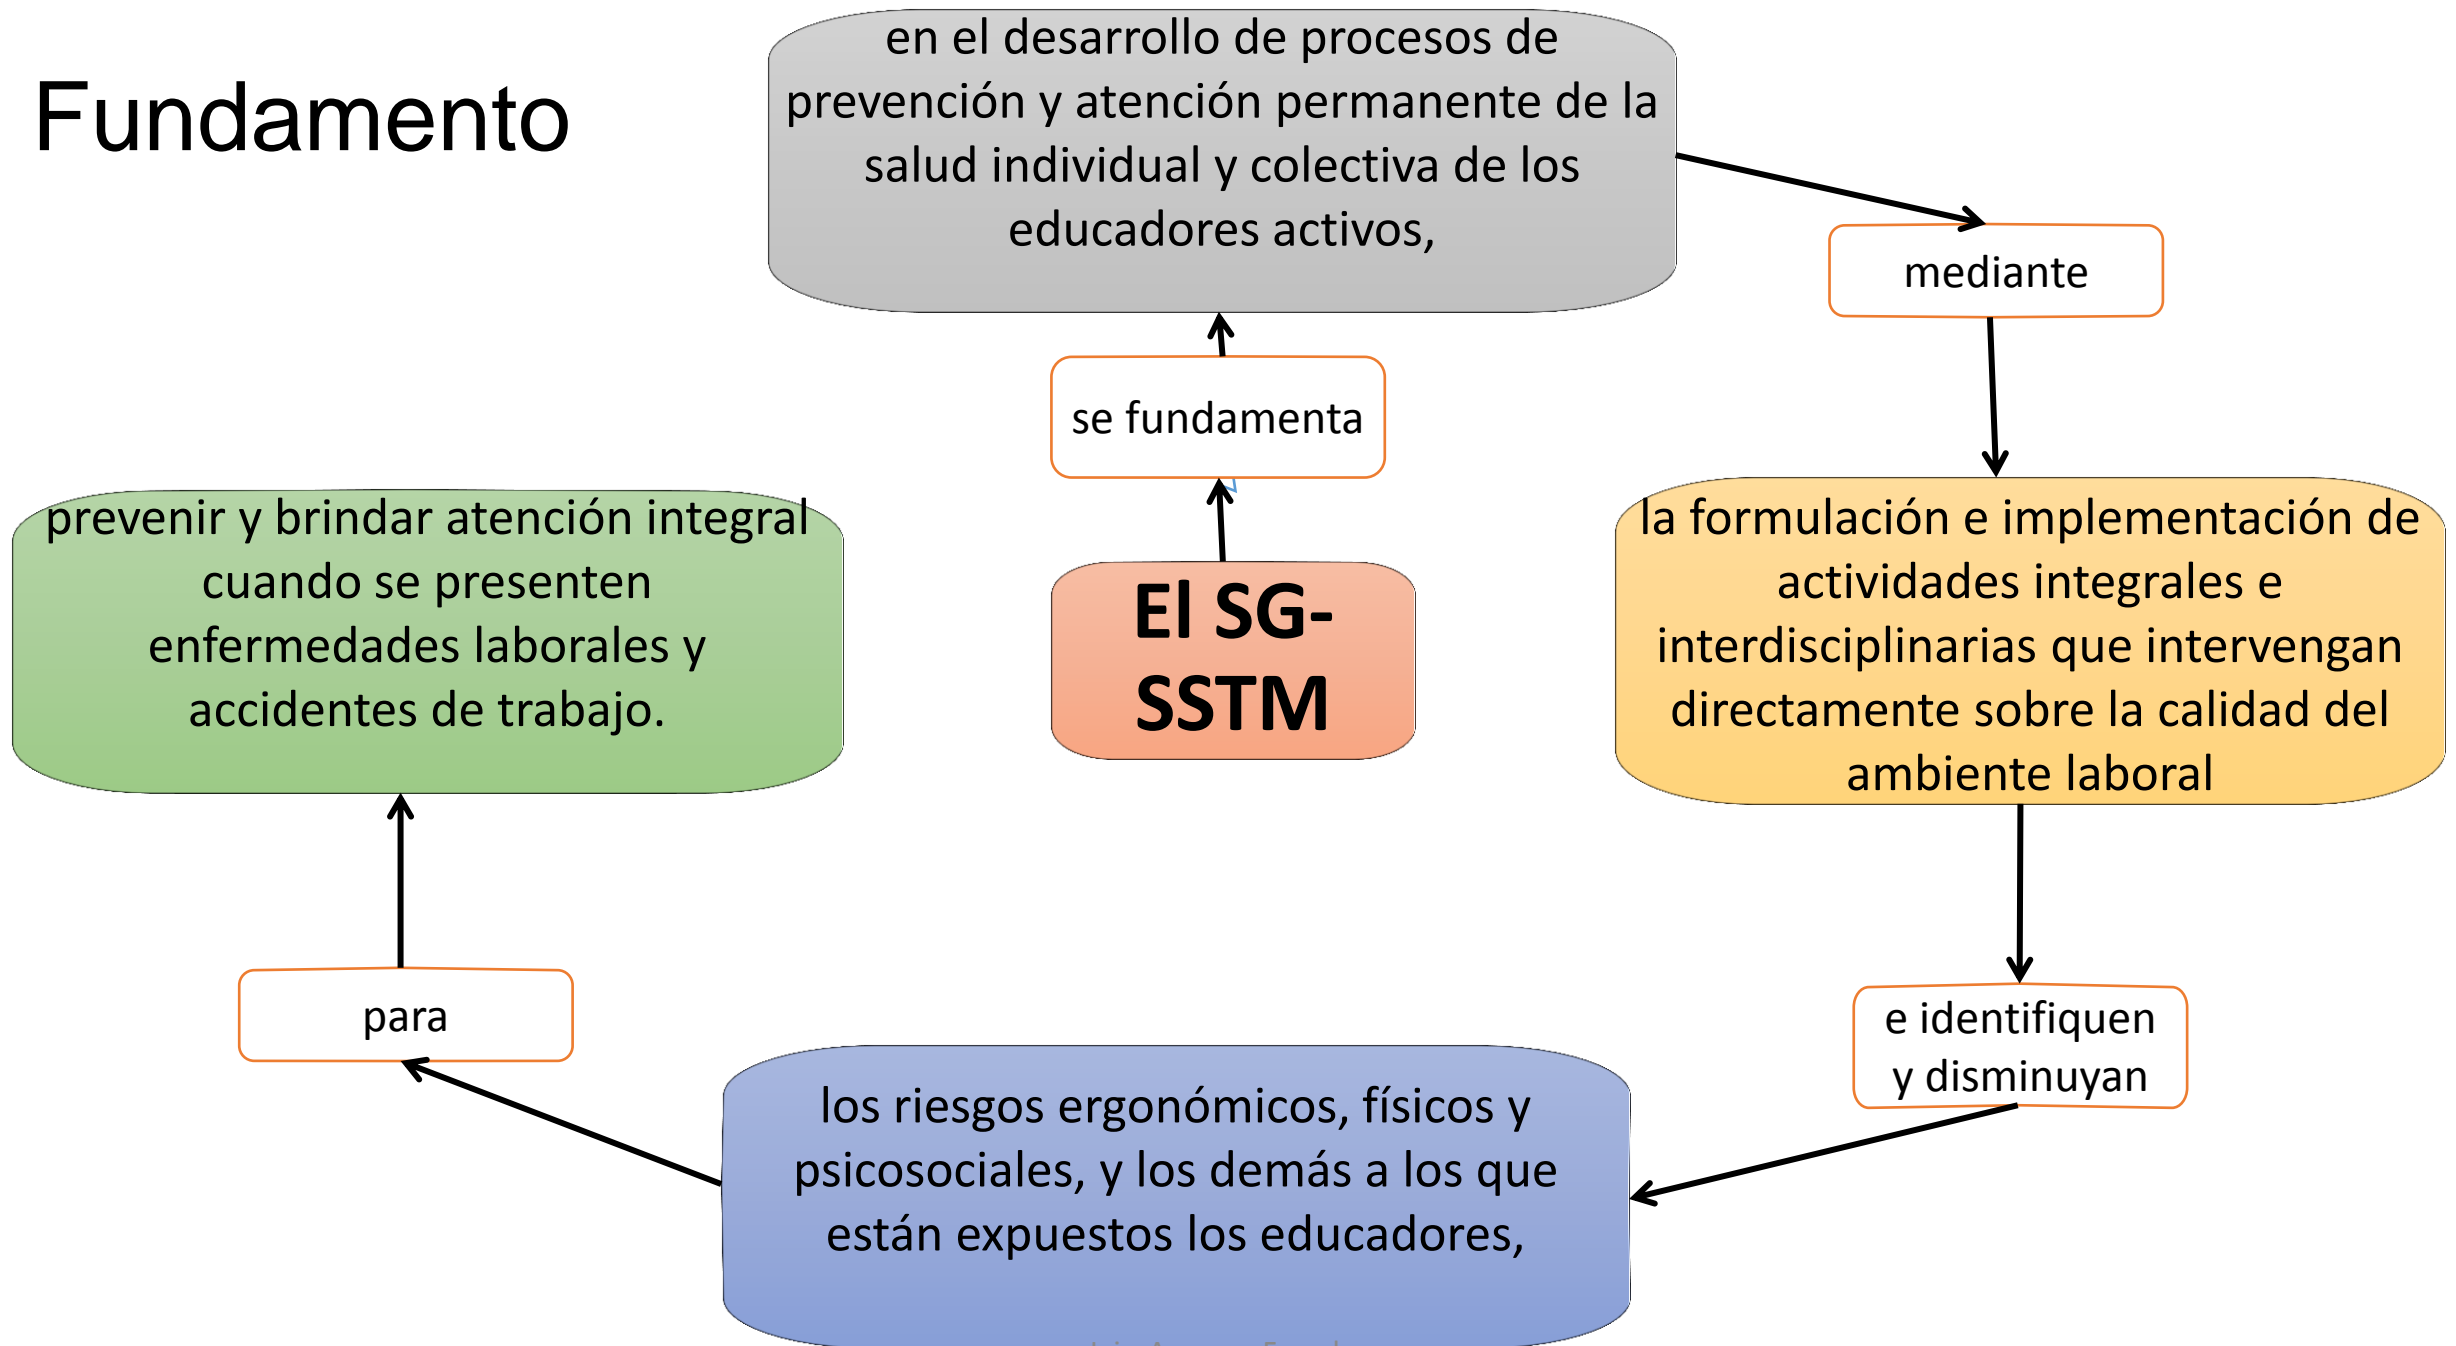 Fundamento
en el desarrollo de procesos de
prevención y atención permanente de la
salud individual y colectiva de los
educadores activos,
mediante
se fundamenta
El SG-
SSTM
la formulación e implementación de
actividades integrales e
interdisciplinarias que intervengan
directamente sobre la calidad del
ambiente laboral
e identifiquen
y disminuyan
los riesgos ergonómicos, físicos y
psicosociales, y los demás a los que
están expuestos los educadores,
para
prevenir y brindar atención integral
cuando se presenten
enfermedades laborales y
accidentes de trabajo.